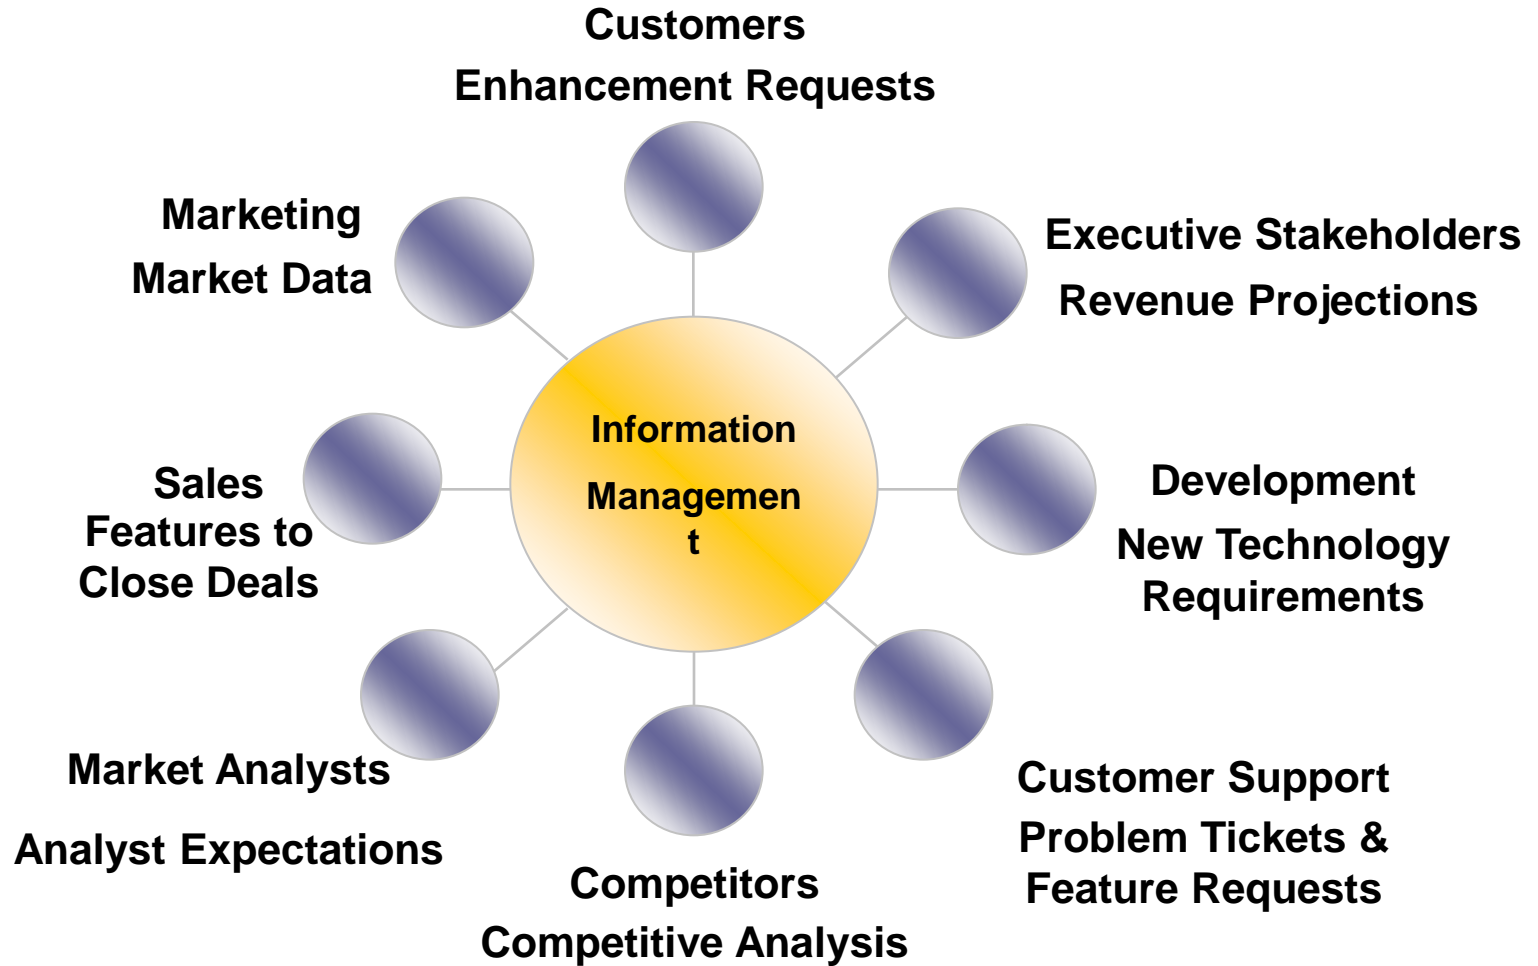 Customers
Enhancement Requests
Marketing
Market Data
Executive Stakeholders
Revenue Projections
Information
Managemen
t
Sales
Features to
Close Deals
Development
New Technology
Requirements
Market Analysts
Analyst Expectations
Customer Support
Problem Tickets &
Feature Requests
Competitors
Competitive Analysis